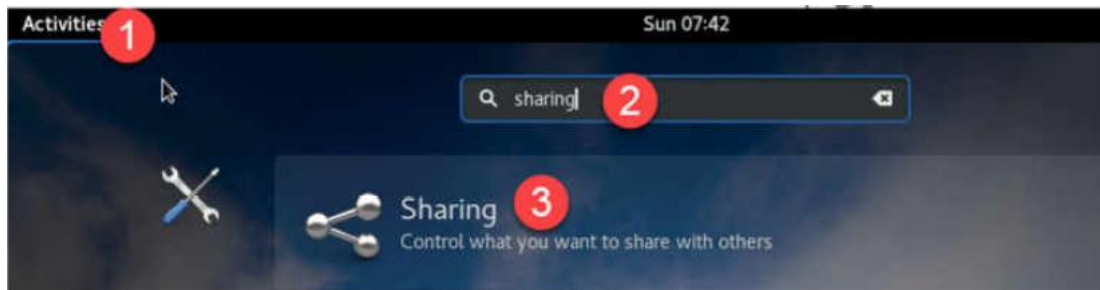 Activities 1
Sun 07:42
sharing 2
Sharing 3
Control what you want to share with others